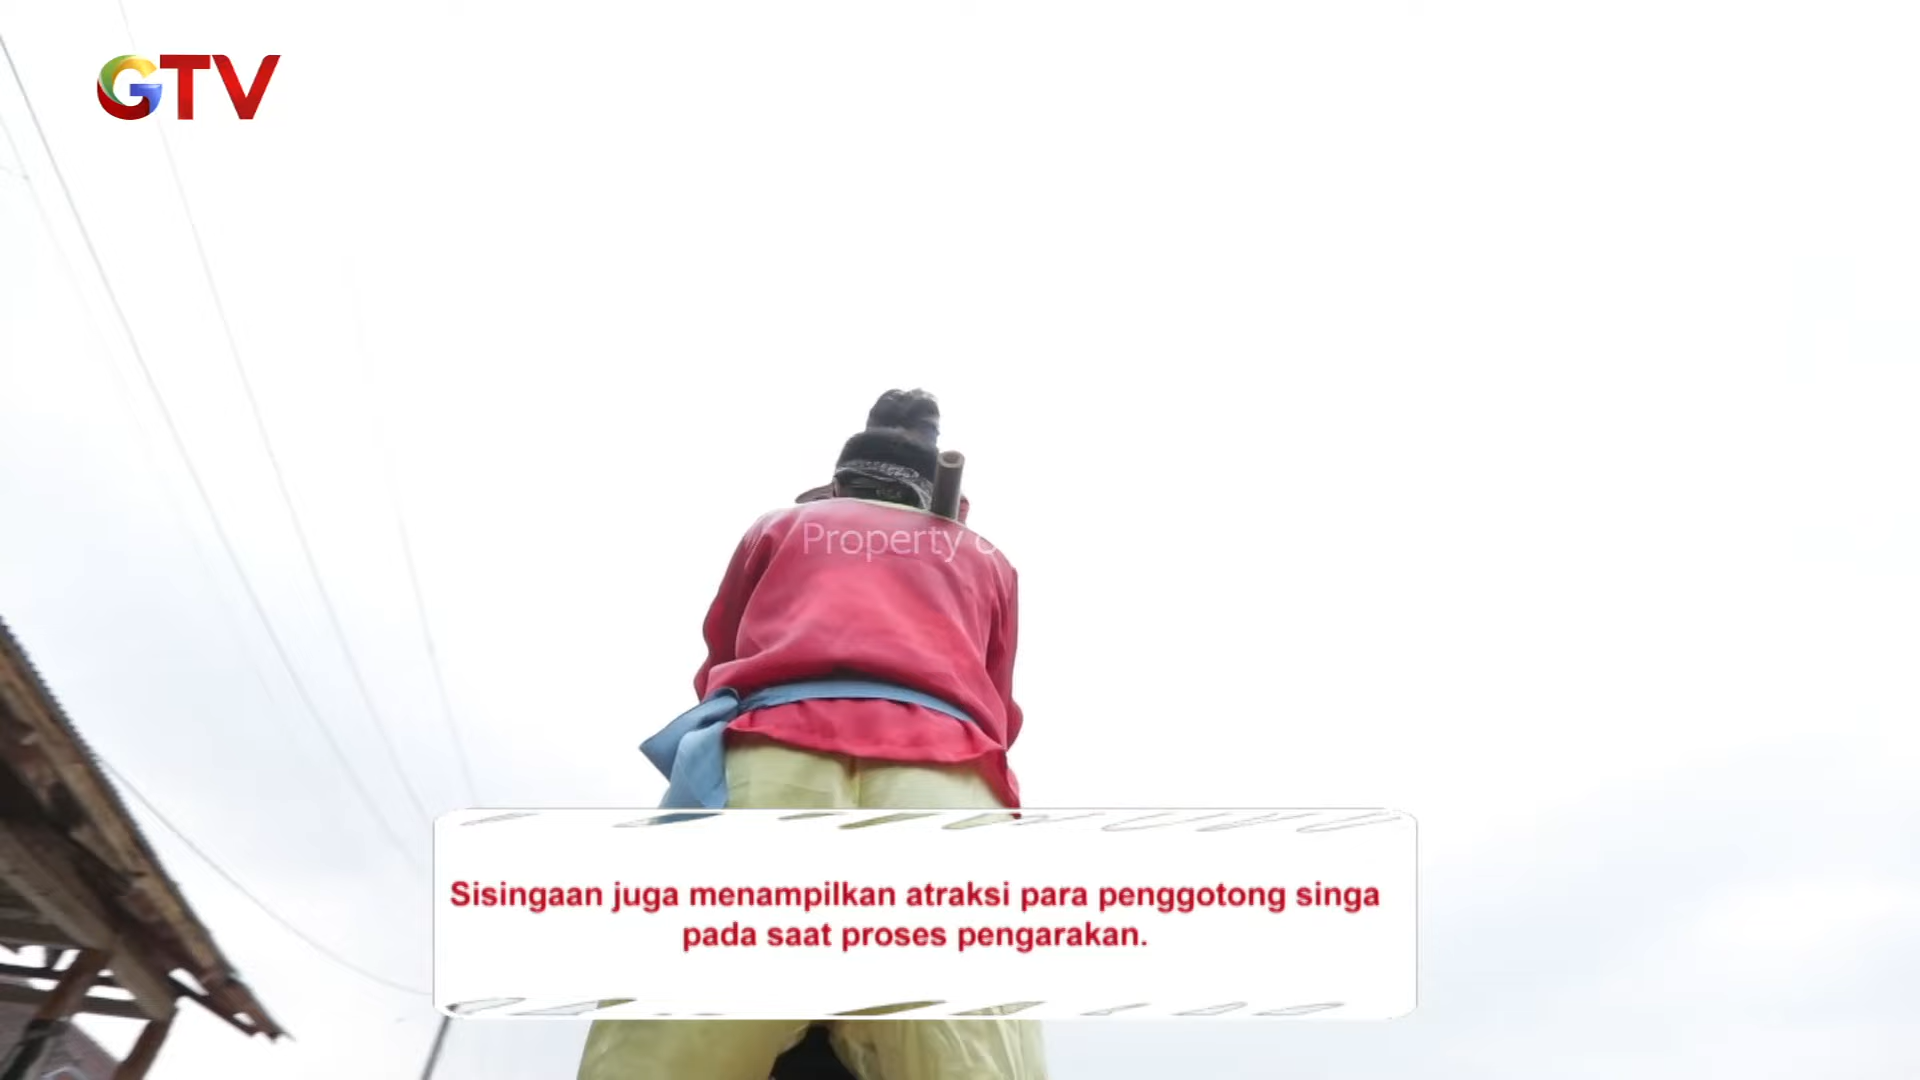 GTV
Property o
Sisingaan juga menampilkan atraksi para penggotong singa
pada saat proses pengarakan.